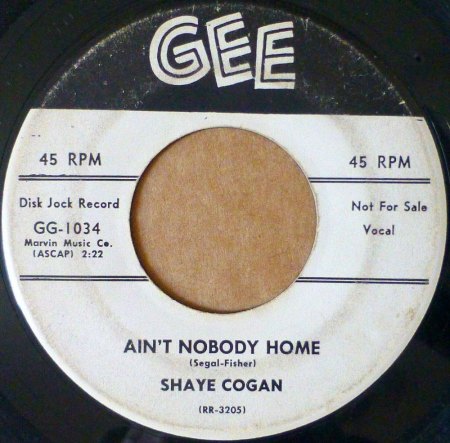 GEE
45 RPM 45 RPM
Disk Jock Record Not For Sale
GG-1034 Vocal
Marvin Music Co.
(ASCAP) 2:22
AIN'T NOBODY HOME
(Segal-Fisher)
SHAYE COGAN
(RR-3205)